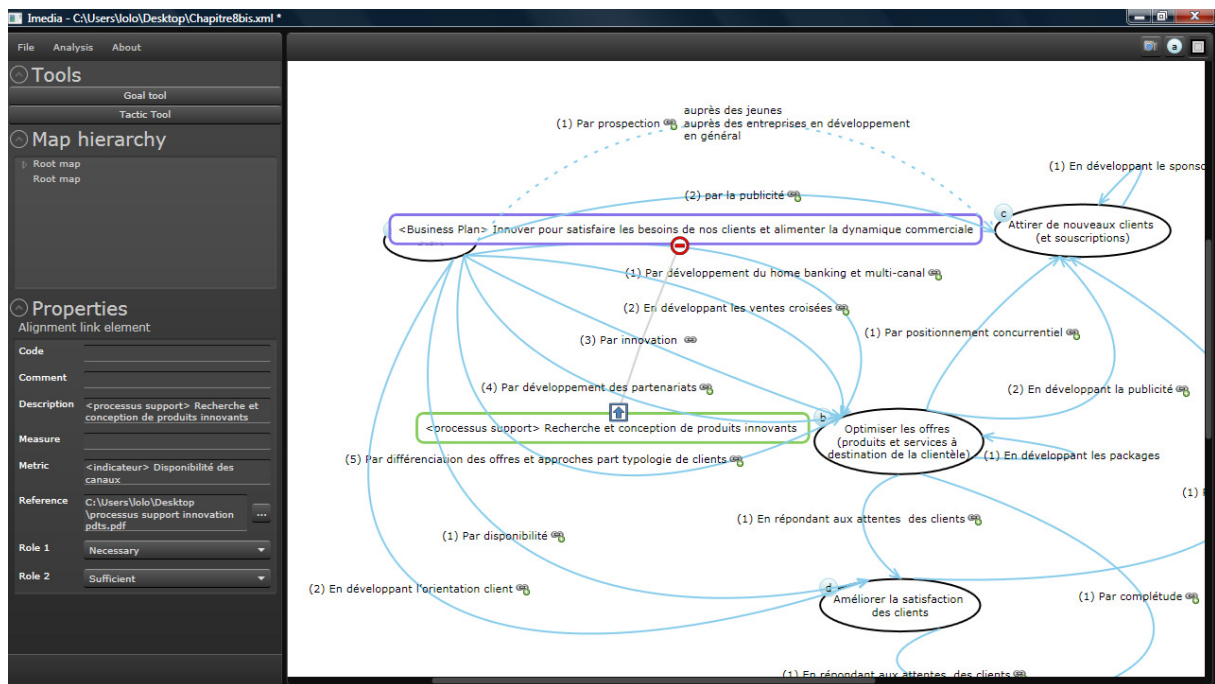 Imedia - C:\Users\lolo\Desktop\Chapitre8bis.xml *
File Analysis About
Tools
Goal tool
Tactic Tool
Map hierarchy
Root map
Root map
Properties
Alignment link element
Code
Comment
Description
<processus support> Recherche et
conception de produits innovants
Measure
Metric
<indicateur> Disponibilité des
canaux
Reference
C:\Users\lolo\Desktop
\processus support innovation
pdts.pdf
...
Role 1
Necessary
Role 2
Sufficient
a
auprès des jeunes
(1) Par prospection auprès des entreprises en développement
en général
(1) En développant le sponso
(2) par la publicité
c
<Business Plan> Innover pour satisfaire les besoins de nos clients et alimenter la dynamique commerciale
Attirer de nouveaux clients
(et souscriptions)
(1) Par développement du home banking et multi-canal
(2) En développant les ventes croisées
(1) Par positionnement concurrentiel
(3) Par innovation
(4) Par développement des partenariats
(2) En développant la publicité
b
<processus support> Recherche et conception de produits innovants
Optimiser les offres
(produits et services à
destination de la clientèle)
(1) En développant les packages
(5) Par différenciation des offres et approches part typologie de clients
(1)
(1) En répondant aux attentes des clients
(1) Par disponibilité
(2) En développant l'orientation client
d
Améliorer la satisfaction
des clients
(1) Par complétude
(1) En répondant aux attentes des clients